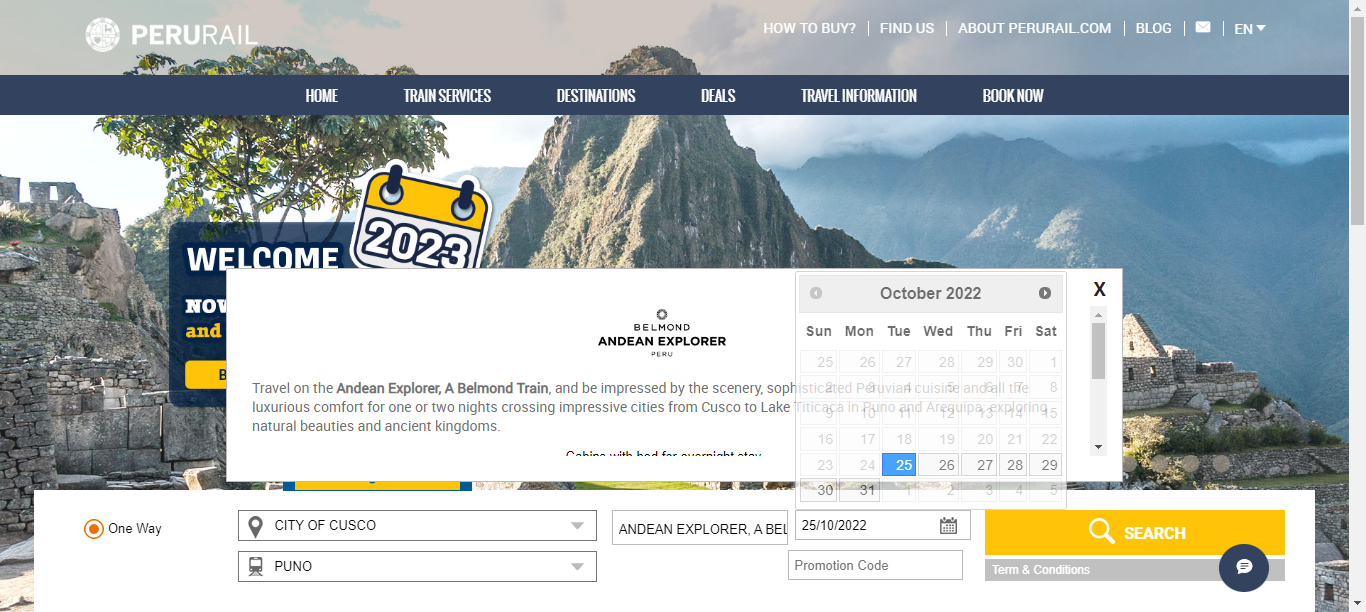 PERURAIL
HOW TO BUY?
FIND US
ABOUT PERURAIL.COM
BLOG
EN
HOME
TRAIN SERVICES
DESTINATIONS
DEALS
TRAVEL INFORMATION
BOOK NOW
2023
WELCOME
NOW
and
B
BELMOND
ANDEAN EXPLORER
PERU
Travel on the Andean Explorer, A Belmond Train, and be impressed by the scenery, sophisticated Peruvian cuisine and all the
luxurious comfort for one or two nights crossing impressive cities from Cusco to Lake Titicaca in Puno and Arequipa, exploring
natural beauties and ancient kingdoms.
Cabins with bed for overnight stay
X
October 2022
Sun Mon Tue Wed Thu Fri Sat
25 26 27 28 29 30 1
2 3 4 5 6 7 8
9 10 11 12 13 14 15
16 17 18 19 20 21 22
23 24 25 26 27 28 29
30 31 1 2 3 4 5
One Way
CITY OF CUSCO
PUNO
ANDEAN EXPLORER, A BEL
25/10/2022
Promotion Code
SEARCH
Term & Conditions